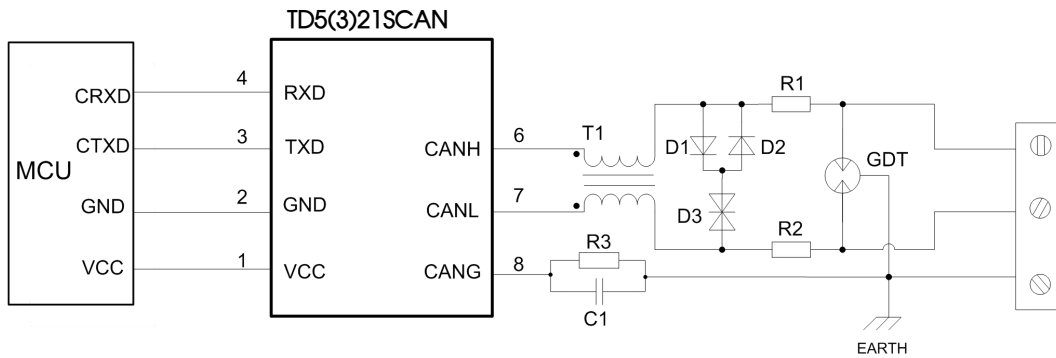 TD5(3)21SCAN
MCU
CRXD
4
RXD
CTXD
3
TXD
GND
2
GND
VCC
1
VCC
CANH
6
CANL
7
CANG
8
T1
D1
D2
D3
R1
R2
GDT
R3
C1
EARTH